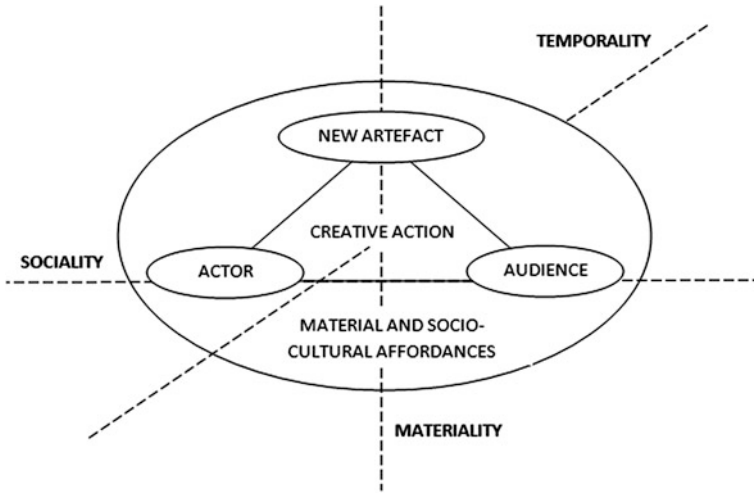 TEMPORALITY
NEW ARTEFACT
CREATIVE ACTION
SOCIALITY
ACTOR
AUDIENCE
MATERIAL AND SOCIO-
CULTURAL AFFORDANCES
MATERIALITY